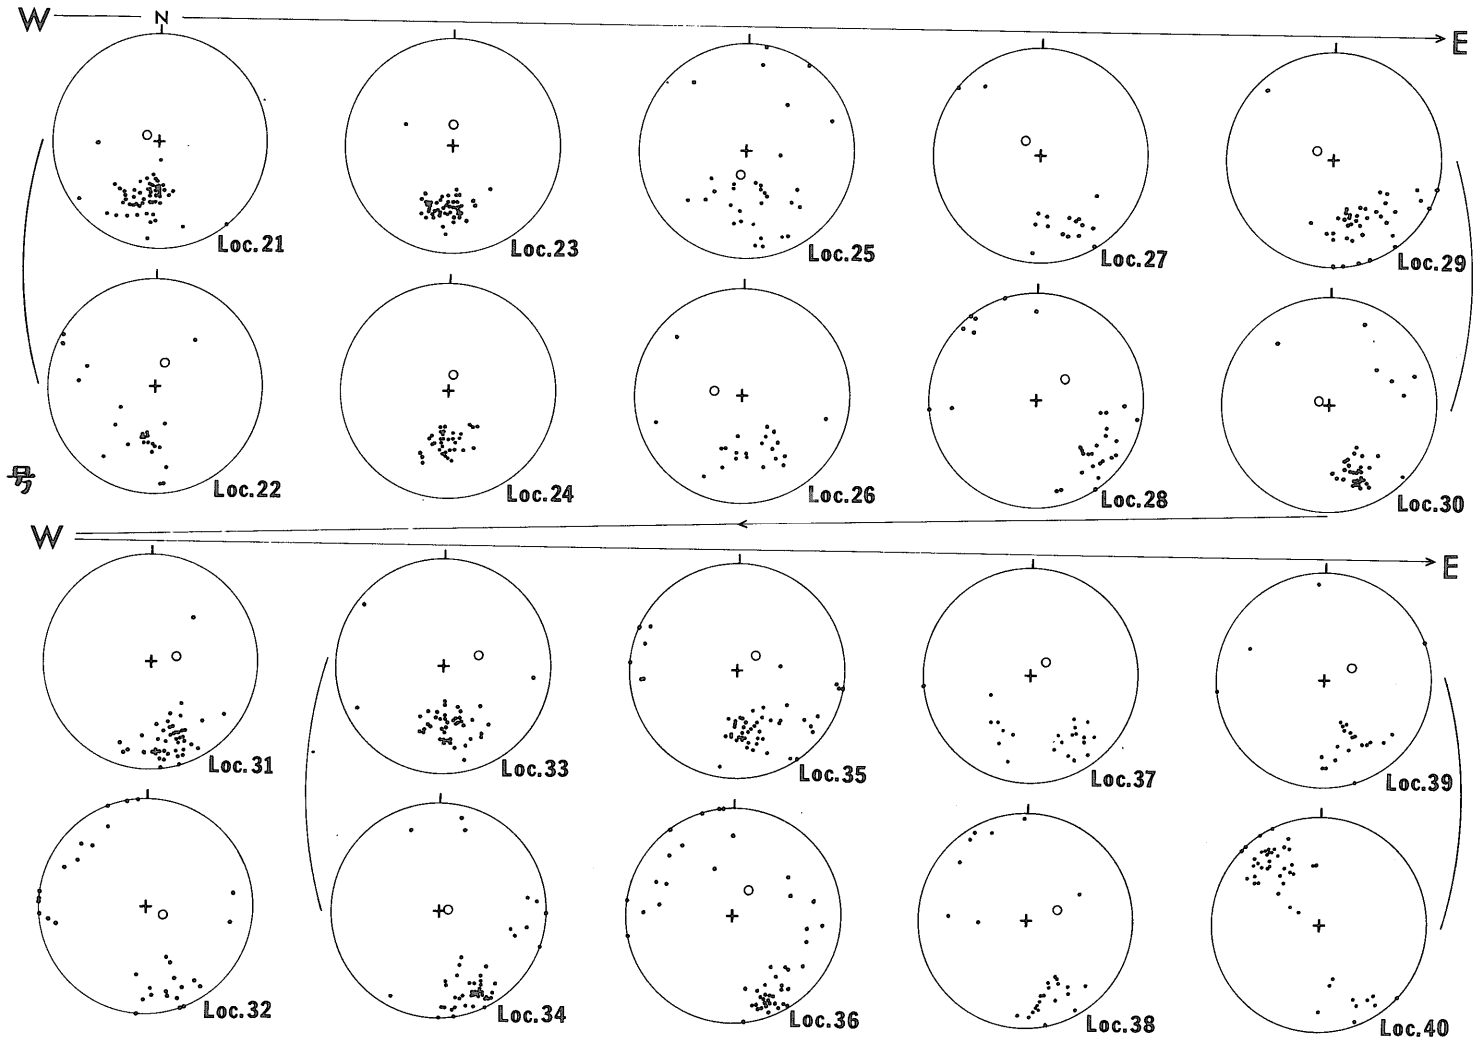 W N E
Loc.21 Loc.23 Loc.25 Loc.27 Loc.29
Loc.22 Loc.24 Loc.26 Loc.28 Loc.30
号
W E
Loc.31 Loc.33 Loc.35 Loc.37 Loc.39
Loc.32 Loc.34 Loc.36 Loc.38 Loc.40